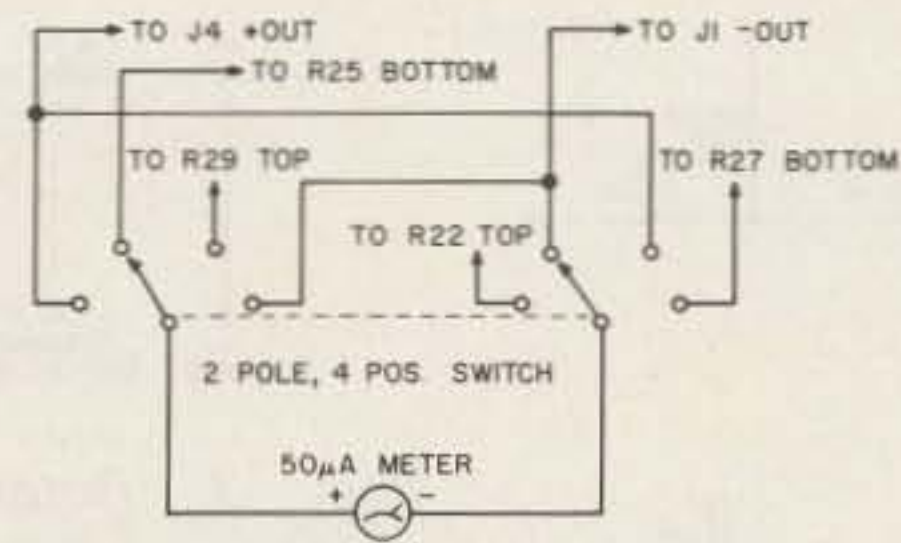 TO J4 +OUT
TO J1 -OUT
TO R25 BOTTOM
TO R29 TOP
TO R27 BOTTOM
TO R22 TOP
2 POLE, 4 POS. SWITCH
50μA METER
+ -